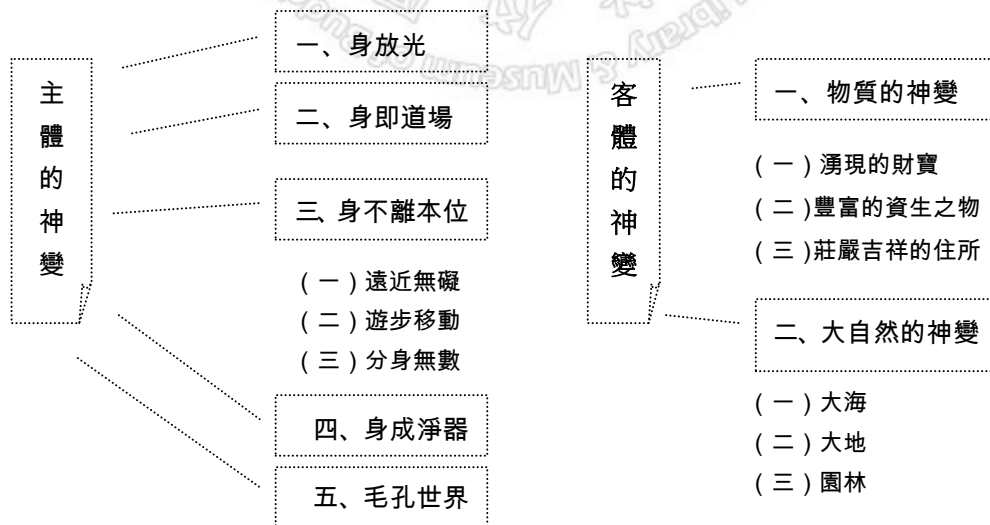 主體的神變
一、身放光
二、身即道場
三、身不離本位
(一)遠近無礙
(二)遊步移動
(三)分身無數
四、身成淨器
五、毛孔世界
客體的神變
一、物質的神變
(一)湧現的財寶
(二)豐富的資生之物
(三)莊嚴吉祥的住所
二、大自然的神變
(一)大海
(二)大地
(三)園林